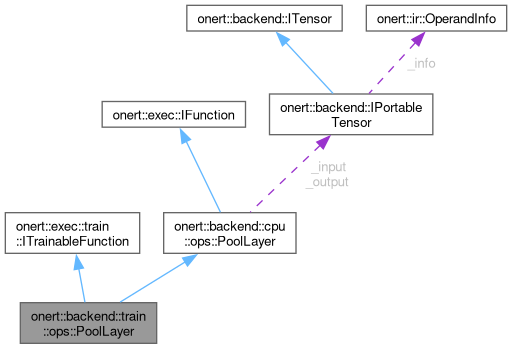 onert::backend::ITensor
onert::ir::OperandInfo
_info
onert::backend::IPortable
Tensor
onert::exec::IFunction
_input
_output
onert::exec::train
::ITrainableFunction
onert::backend::cpu
::ops::PoolLayer
onert::backend::train
::ops::PoolLayer